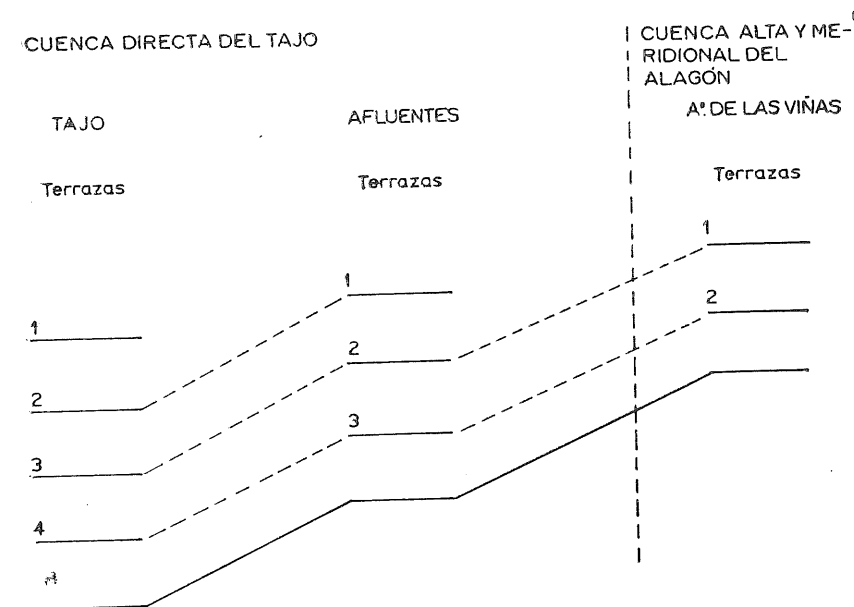 CUENCA DIRECTA DEL TAJO
CUENCA ALTA Y ME-
RIDIONAL DEL
ALAGÓN
TAJO
AFLUENTES
Aº. DE LAS VIÑAS
Terrazas
Terrazas
Terrazas
1
2
3
4
1
2
3
1
2